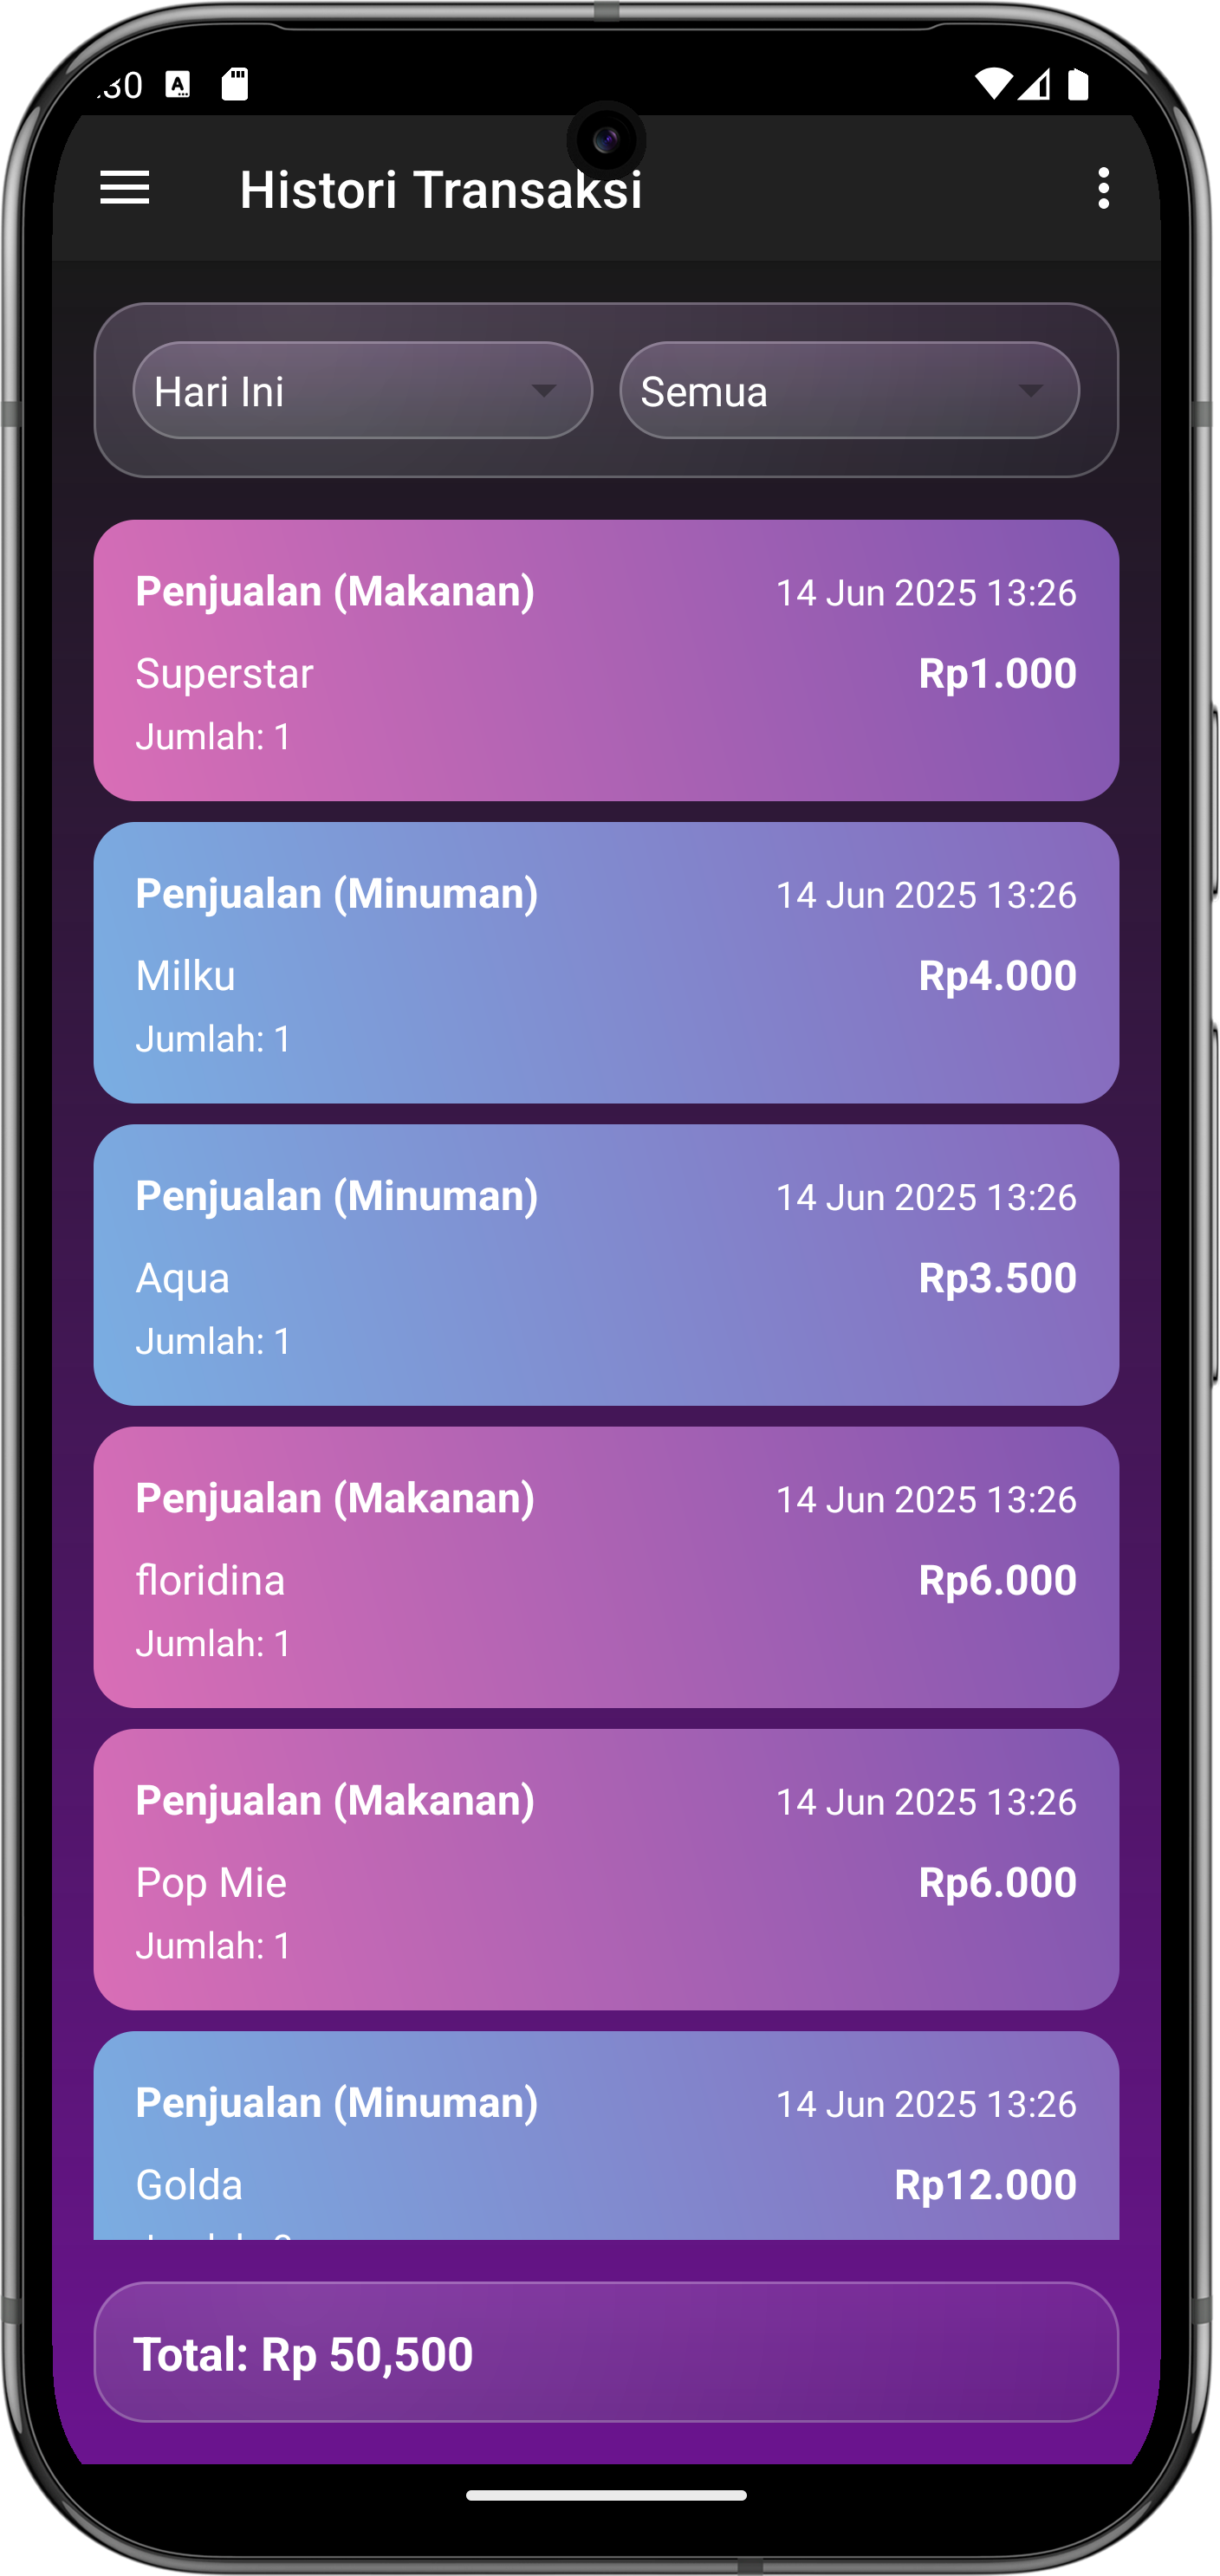 :30
Histori Transaksi
Hari Ini Semua
Penjualan (Makanan) 14 Jun 2025 13:26
Superstar Rp1.000
Jumlah: 1
Penjualan (Minuman) 14 Jun 2025 13:26
Milku Rp4.000
Jumlah: 1
Penjualan (Minuman) 14 Jun 2025 13:26
Aqua Rp3.500
Jumlah: 1
Penjualan (Makanan) 14 Jun 2025 13:26
floridina Rp6.000
Jumlah: 1
Penjualan (Makanan) 14 Jun 2025 13:26
Pop Mie Rp6.000
Jumlah: 1
Penjualan (Minuman) 14 Jun 2025 13:26
Golda Rp12.000
Total: Rp 50,500